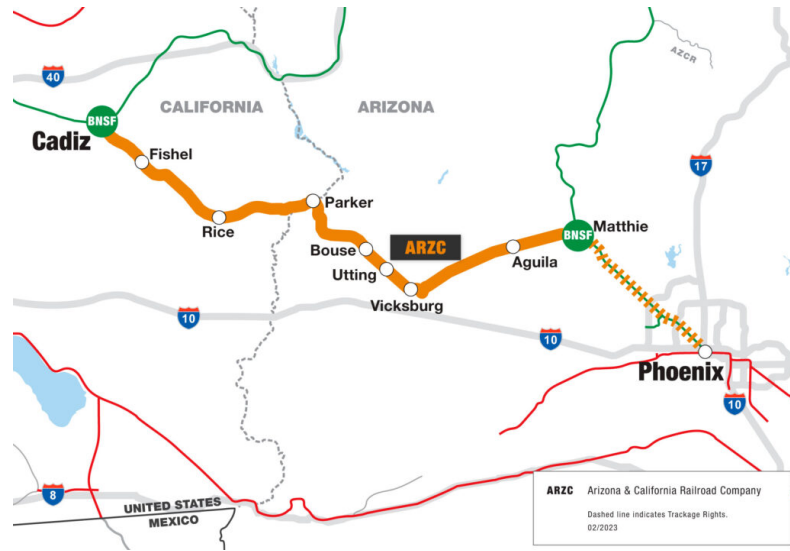 AZCR
40
CALIFORNIA
ARIZONA
BNSF
Cadiz
Fishel
17
Parker
Rice
Matthie
BNSF
ARZC
Bouse
Aguila
Utting
Vicksburg
10
10
Phoenix
10
8
UNITED STATES
MEXICO
ARZC Arizona & California Railroad Company
Dashed line indicates Trackage Rights.
02/2023